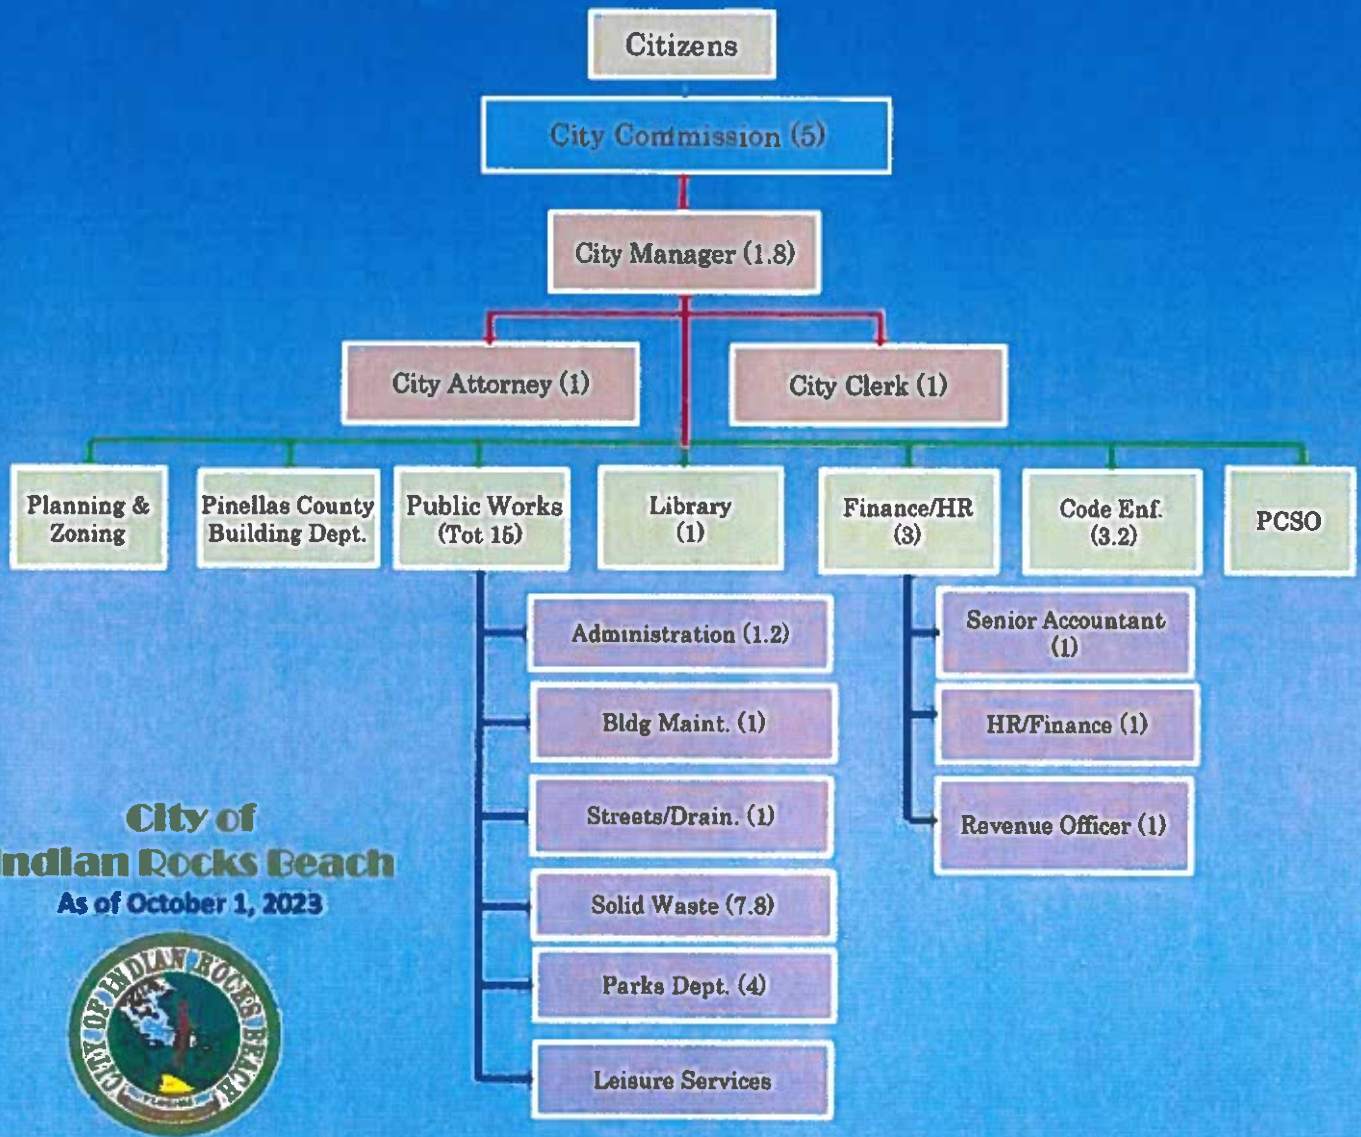 Citizens
City Commission (5)
City Manager (1.8)
City Attorney (1)
City Clerk (1)
Planning &
Zoning
Pinellas County
Building Dept.
Public Works
(Tot 15)
Library
(1)
Finance/HR
(3)
Code Enf.
(3.2)
PCSO
Administration (1.2)
Bldg Maint. (1)
Streets/Drain. (1)
Solid Waste (7.8)
Parks Dept. (4)
Leisure Services
Senior Accountant
(1)
HR/Finance (1)
Revenue Officer (1)
City of
Indian Rocks Beach
As of October 1, 2023
CITY OF INDIAN ROCKS BEACH